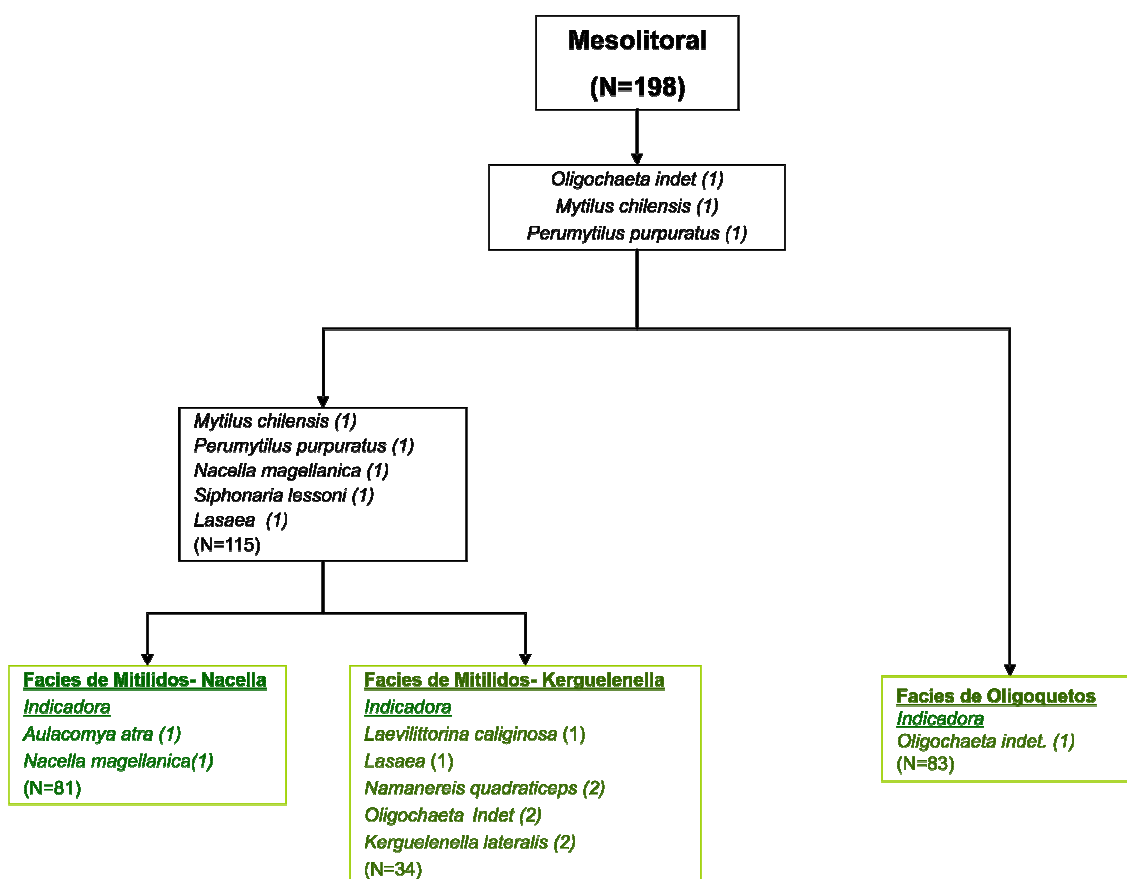 Mesolitoral
(N=198)
Oligochaeta indet (1)
Mytilus chilensis (1)
Perumytilus purpuratus (1)
Mytilus chilensis (1)
Perumytilus purpuratus (1)
Nacella magellanica (1)
Siphonaria lessoni (1)
Lasaea (1)
(N=115)
Facies de Mitilidos- Nacella
Indicadora
Aulacomya atra (1)
Nacella magellanica(1)
(N=81)
Facies de Mitilidos- Kerguelenella
Indicadora
Laevilittorina caliginosa (1)
Lasaea (1)
Namanereis quadraticeps (2)
Oligochaeta Indet (2)
Kerguelenella lateralis (2)
(N=34)
Facies de Oligoquetos
Indicadora
Oligochaeta indet. (1)
(N=83)